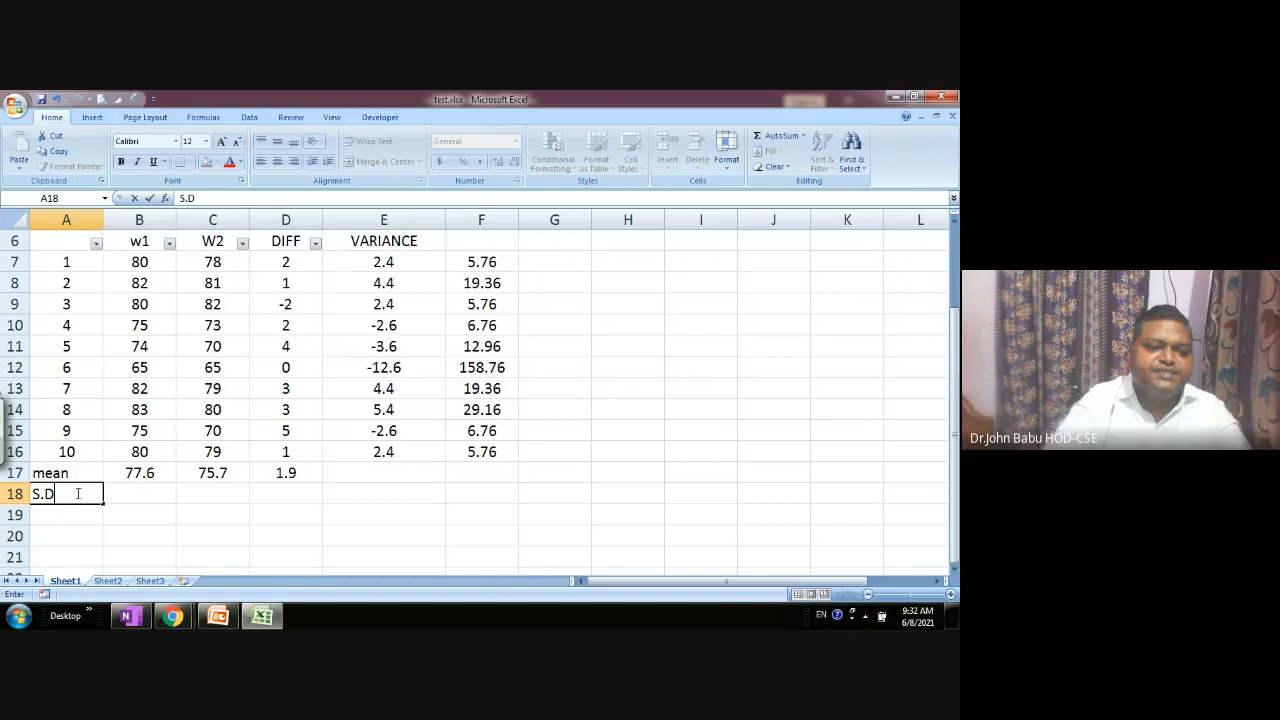 test.xlsx - Microsoft Excel
Home Insert Page Layout Formulas Data Review View Developer
Cut
Copy
Format Painter
Paste
Clipboard
Calibri 12
B I U
Font
Wrap Text
Merge & Center
Alignment
General
$ % ,
Number
Conditional Formatting
Format as Table
Cell Styles
Styles
Insert Delete Format
Cells
AutoSum
Fill
Clear
Sort & Filter
Find & Select
Editing
A18 fx S.D
A B C D E F G H I J K L
6 w1 W2 DIFF VARIANCE
7 1 80 78 2 2.4 5.76
8 2 82 81 1 4.4 19.36
9 3 80 82 -2 2.4 5.76
10 4 75 73 2 -2.6 6.76
11 5 74 70 4 -3.6 12.96
12 6 65 65 0 -12.6 158.76
13 7 82 79 3 4.4 19.36
14 8 83 80 3 5.4 29.16
15 9 75 70 5 -2.6 6.76
16 10 80 79 1 2.4 5.76
17 mean 77.6 75.7 1.9
18 S.D
19
20
21
Sheet1 Sheet2 Sheet3
Enter
Desktop
EN
9:32 AM
6/8/2021
Dr.John Babu HOD-CSE